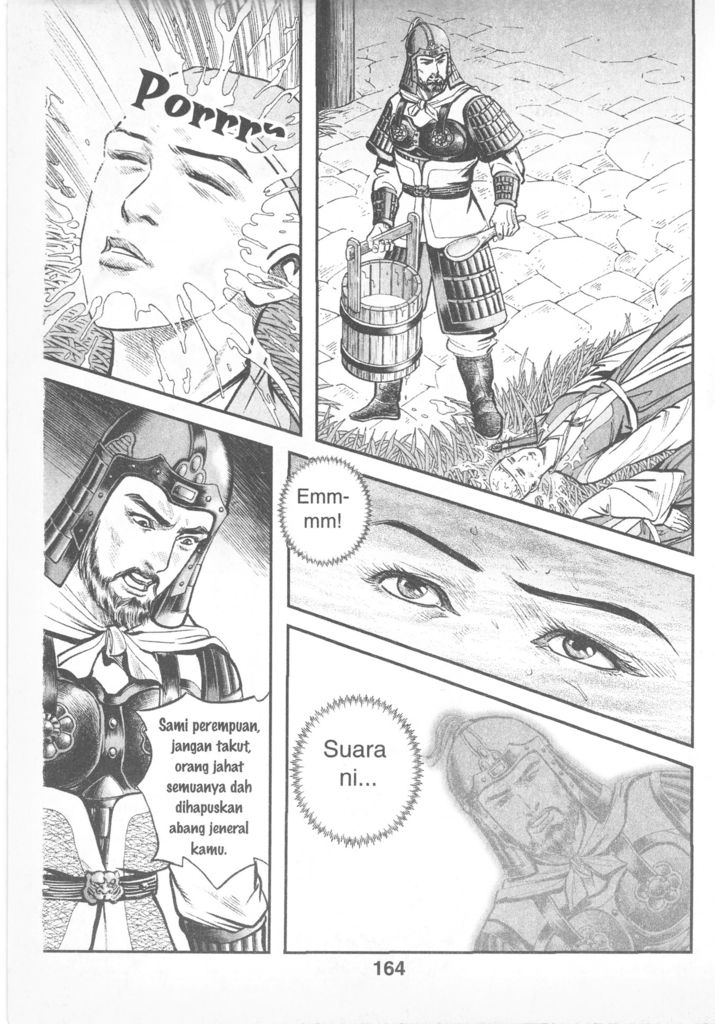 Porrrr
Emm-
mm!
Sami perempuan,
jangan takut,
orang jahat
semuanya dah
dihapuskan
abang jeneral
kamu.
Suara
ni...
164